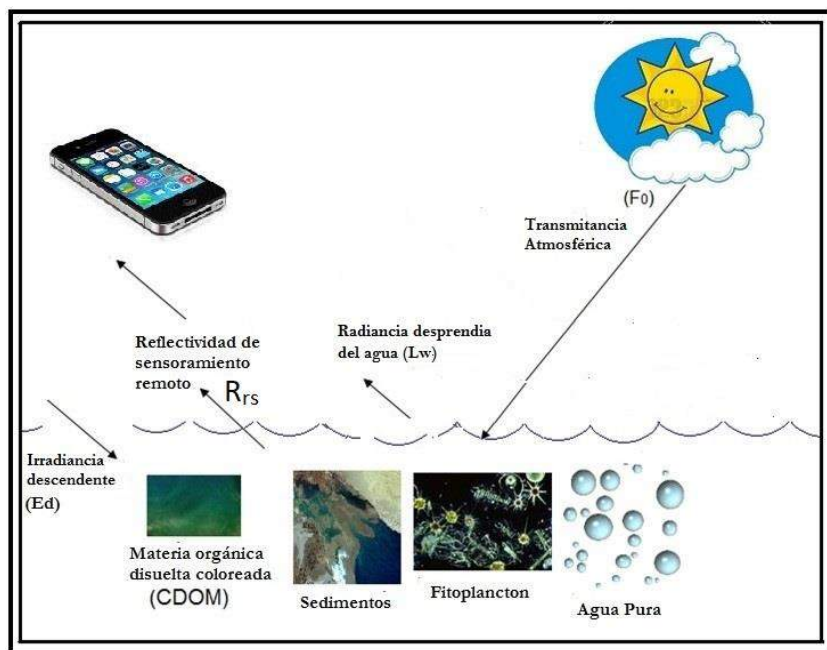 (F0)
Transmitancia
Atmosférica
Radiancia desprendia
del agua (Lw)
Reflectividad de
sensoramiento
remoto
Rrs
Irradiancia
descendente
(Ed)
Materia orgánica
disuelta coloreada
(CDOM)
Sedimentos
Fitoplancton
Agua Pura